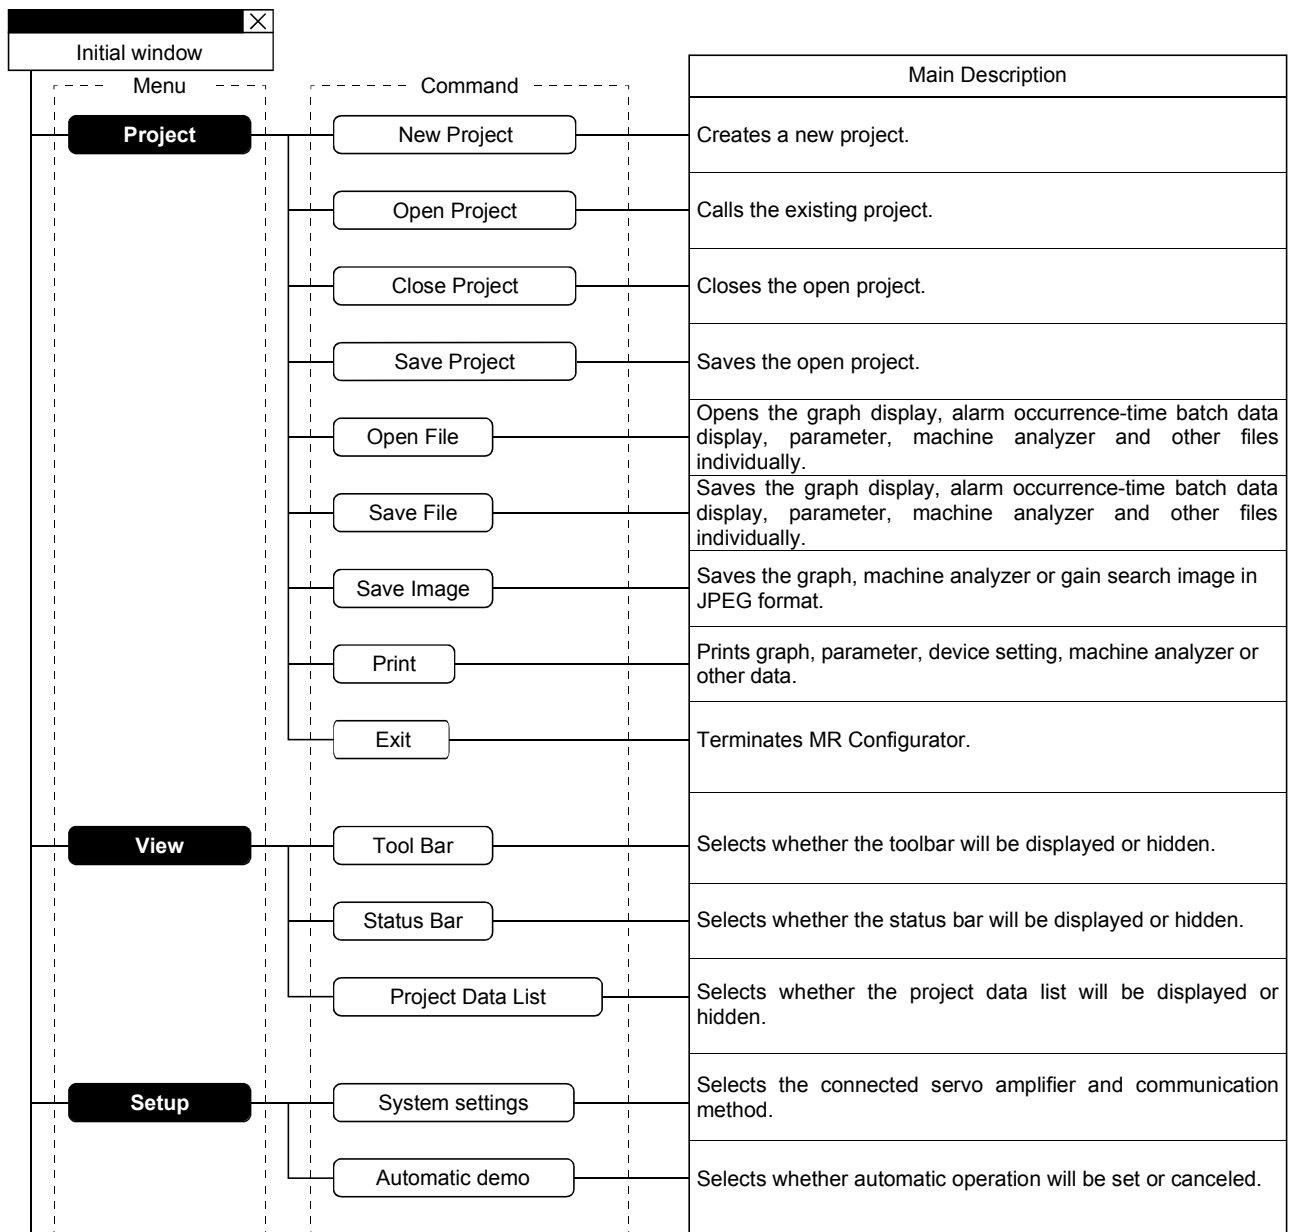 Initial window
Menu
Command
Main Description
Project
New Project
Creates a new project.
Open Project
Calls the existing project.
Close Project
Closes the open project.
Save Project
Saves the open project.
Open File
Opens the graph display, alarm occurrence-time batch data
display, parameter, machine analyzer and other files
individually.
Save File
Saves the graph display, alarm occurrence-time batch data
display, parameter, machine analyzer and other files
individually.
Save Image
Saves the graph, machine analyzer or gain search image in
JPEG format.
Print
Prints graph, parameter, device setting, machine analyzer or
other data.
Exit
Terminates MR Configurator.
View
Tool Bar
Selects whether the toolbar will be displayed or hidden.
Status Bar
Selects whether the status bar will be displayed or hidden.
Project Data List
Selects whether the project data list will be displayed or
hidden.
Setup
System settings
Selects the connected servo amplifier and communication
method.
Automatic demo
Selects whether automatic operation will be set or canceled.